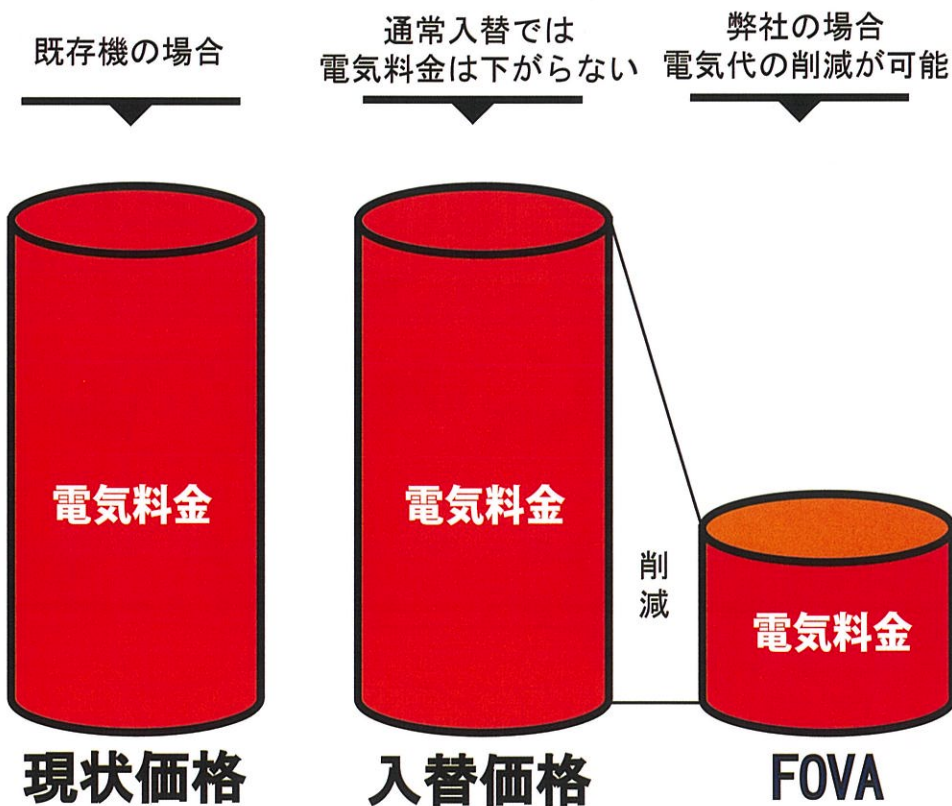 既存機の場合
通常入替では
電気料金は下がらない
弊社の場合
電気代の削減が可能
電気料金
電気料金
削減
電気料金
現状価格
入替価格
FOVA